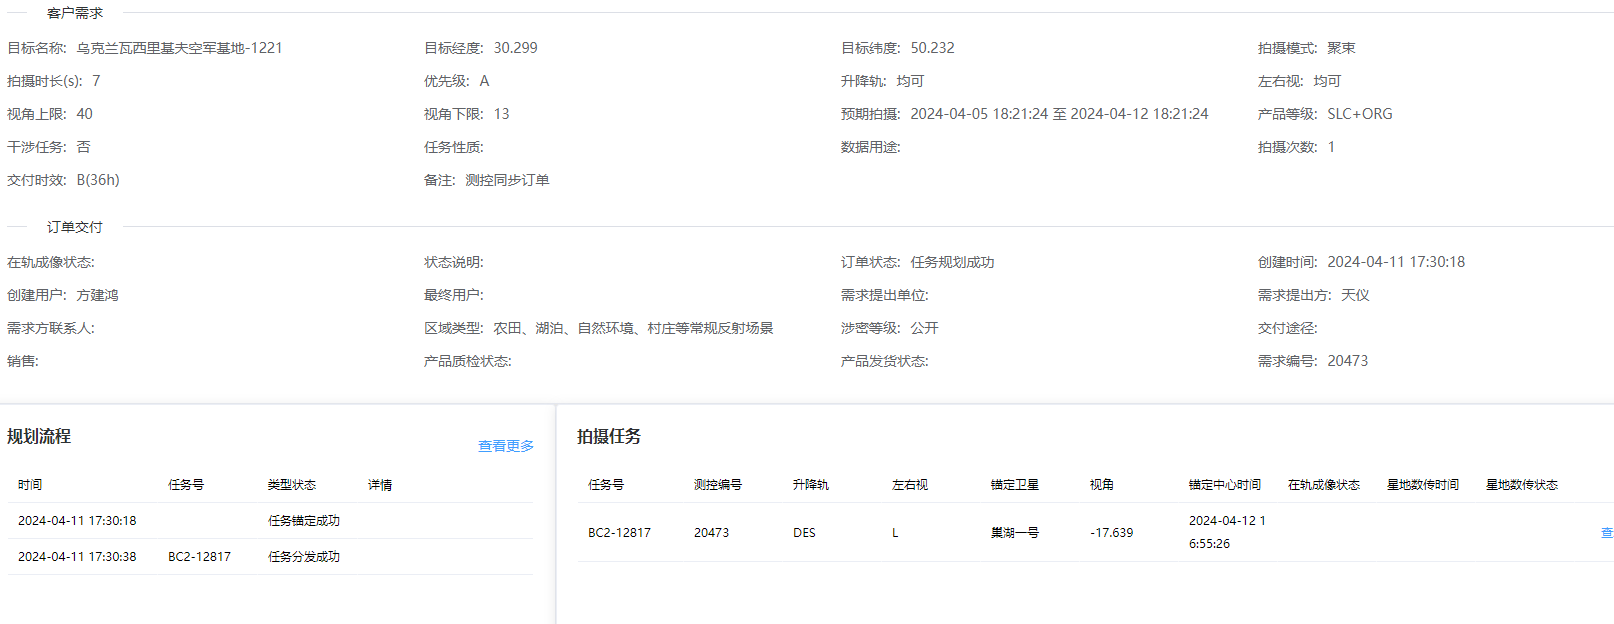 客户需求
目标名称: 乌克兰瓦西里基夫空军基地-1221 目标经度: 30.299 目标纬度: 50.232 拍摄模式: 聚束
拍摄时长(s): 7 优先级: A 升降轨: 均可 左右视: 均可
视角上限: 40 视角下限: 13 预期拍摄: 2024-04-05 18:21:24 至 2024-04-12 18:21:24 产品等级: SLC+ORG
干涉任务: 否 任务性质: 数据用途: 拍摄次数: 1
交付时效: B(36h) 备注: 测控同步订单
订单交付
在轨成像状态: 状态说明: 订单状态: 任务规划成功 创建时间: 2024-04-11 17:30:18
创建用户: 方建鸿 最终用户: 需求提出单位: 需求提出方: 天仪
需求方联系人: 区域类型: 农田、湖泊、自然环境、村庄等常规反射场景 涉密等级: 公开 交付途径:
销售: 产品质检状态: 产品发货状态: 需求编号: 20473
规划流程
查看更多
时间 任务号 类型状态 详情
2024-04-11 17:30:18 任务锚定成功
2024-04-11 17:30:38 BC2-12817 任务分发成功
拍摄任务
任务号 测控编号 升降轨 左右视 锚定卫星 视角 锚定中心时间 在轨成像状态 星地数传时间 星地数传状态
BC2-12817 20473 DES L 巢湖一号 -17.639 2024-04-12 1
6:55:26
查